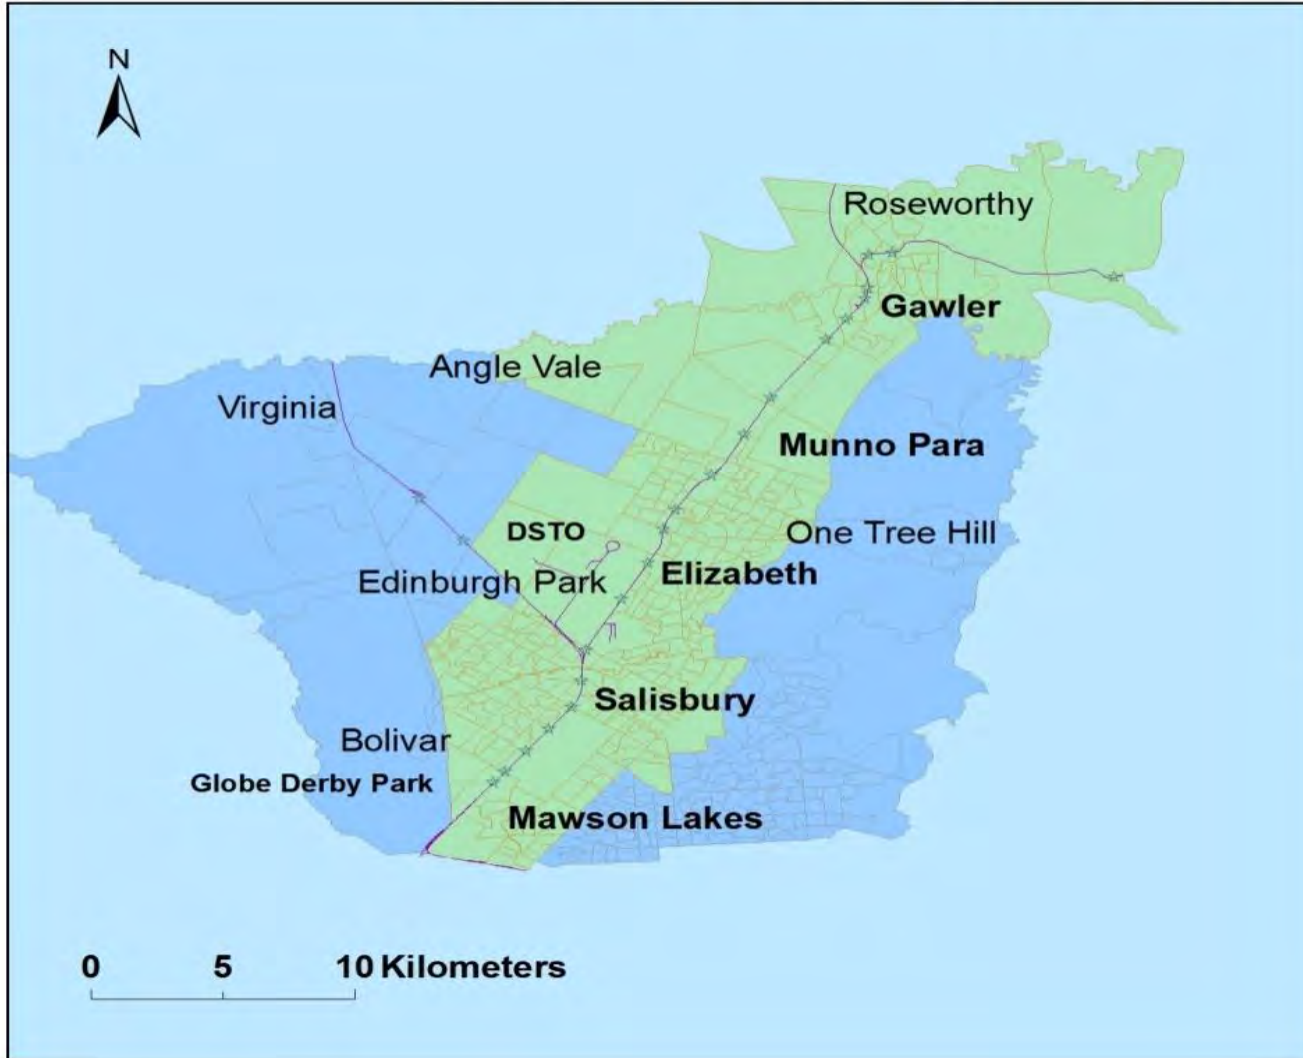 N
Roseworthy
Gawler
Angle Vale
Virginia
Munno Para
DSTO
One Tree Hill
Edinburgh Park
Elizabeth
Salisbury
Bolivar
Globe Derby Park
Mawson Lakes
0 5 10 Kilometers